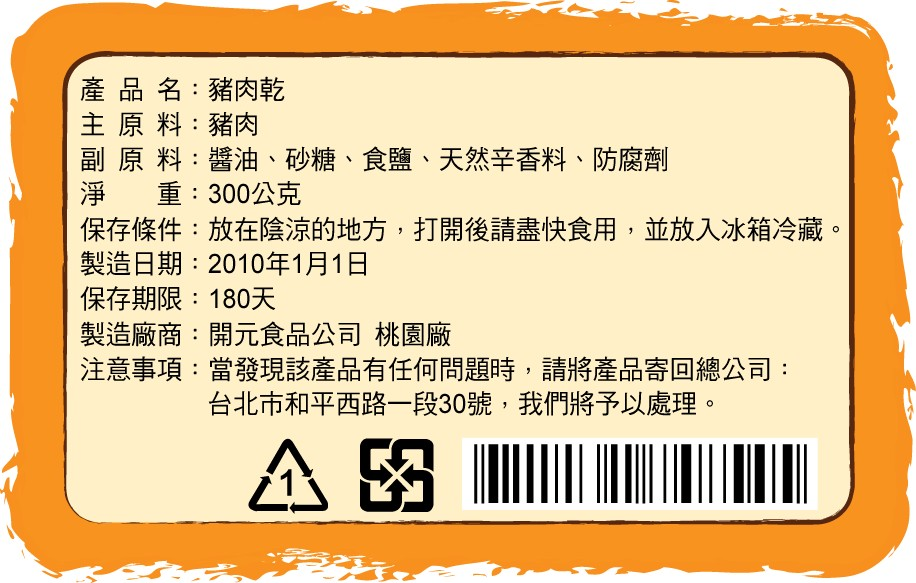 產品名：豬肉乾
主原料：豬肉
副原料：醬油、砂糖、食鹽、天然辛香料、防腐劑
淨　重：300公克
保存條件：放在陰涼的地方，打開後請盡快食用，並放入冰箱冷藏。
製造日期：2010年1月1日
保存期限：180天
製造廠商：開元食品公司 桃園廠
注意事項：當發現該產品有任何問題時，請將產品寄回總公司：
台北市和平西路一段30號，我們將予以處理。
1